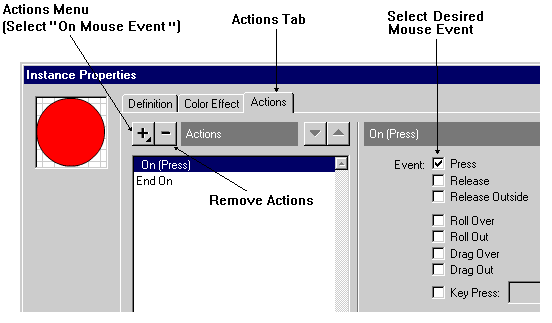 Actions Menu
(Select "On Mouse Event")
Actions Tab
Select Desired
Mouse Event
Instance Properties
Definition
Color Effect
Actions
+
-
Actions
On (Press)
On (Press)
End On
Remove Actions
Event:
Press
Release
Release Outside
Roll Over
Roll Out
Drag Over
Drag Out
Key Press: